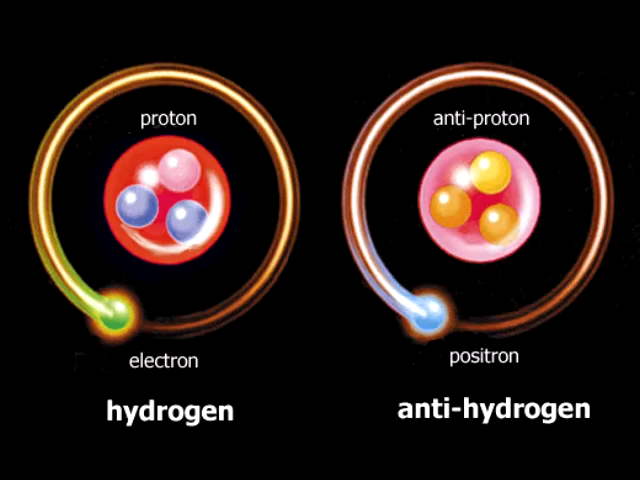 proton
electron
hydrogen
anti-proton
positron
anti-hydrogen